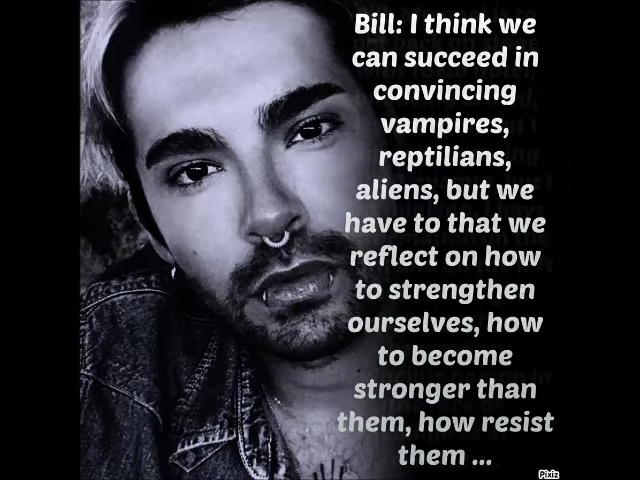 Bill: I think we
can succeed in
convincing
vampires,
reptilians,
aliens, but we
have to that we
reflect on how
to strengthen
ourselves, how
to become
stronger than
them, how resist
them ...
Pixiz